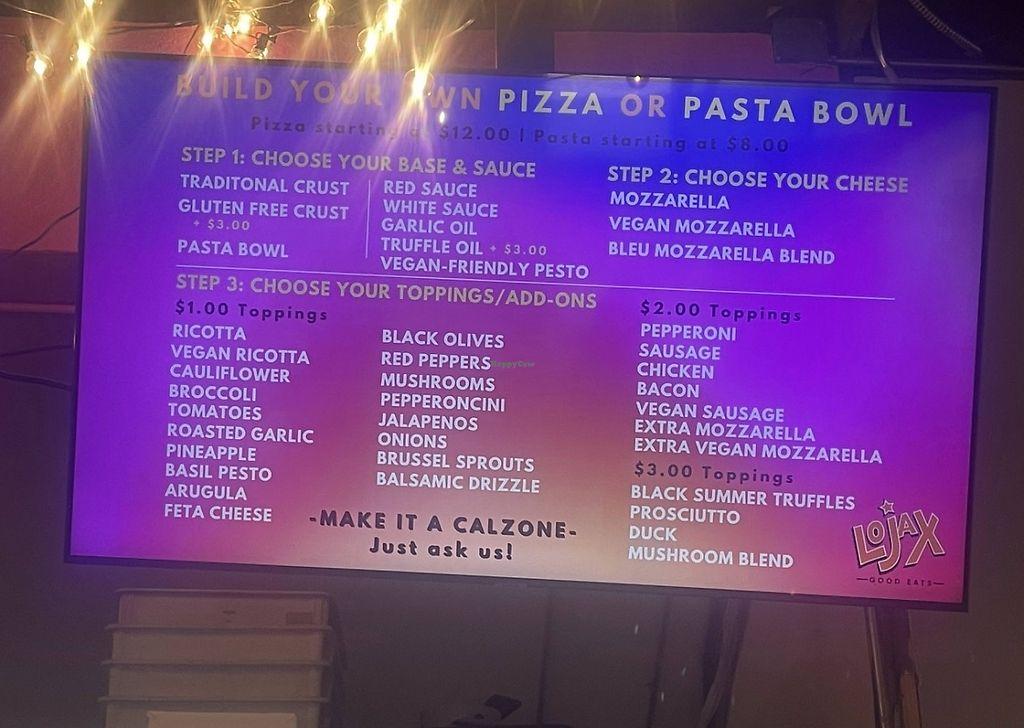 BUILD YOUR OWN PIZZA OR PASTA BOWL
Pizza starting at $12.00 | Pasta starting at $8.00
STEP 1: CHOOSE YOUR BASE & SAUCE
TRADITONAL CRUST
GLUTEN FREE CRUST
+ $3.00
PASTA BOWL
RED SAUCE
WHITE SAUCE
GARLIC OIL
TRUFFLE OIL + $3.00
VEGAN-FRIENDLY PESTO
STEP 2: CHOOSE YOUR CHEESE
MOZZARELLA
VEGAN MOZZARELLA
BLEU MOZZARELLA BLEND
STEP 3: CHOOSE YOUR TOPPINGS/ADD-ONS
$1.00 Toppings
RICOTTA
VEGAN RICOTTA
CAULIFLOWER
BROCCOLI
TOMATOES
ROASTED GARLIC
PINEAPPLE
BASIL PESTO
ARUGULA
FETA CHEESE
BLACK OLIVES
RED PEPPERS
MUSHROOMS
PEPPERONCINI
JALAPENOS
ONIONS
BRUSSEL SPROUTS
BALSAMIC DRIZZLE
$2.00 Toppings
PEPPERONI
SAUSAGE
CHICKEN
BACON
VEGAN SAUSAGE
EXTRA MOZZARELLA
EXTRA VEGAN MOZZARELLA
$3.00 Toppings
BLACK SUMMER TRUFFLES
PROSCIUTTO
DUCK
MUSHROOM BLEND
-MAKE IT A CALZONE-
Just ask us!
LOJAX
GOOD EATS
HappyCow